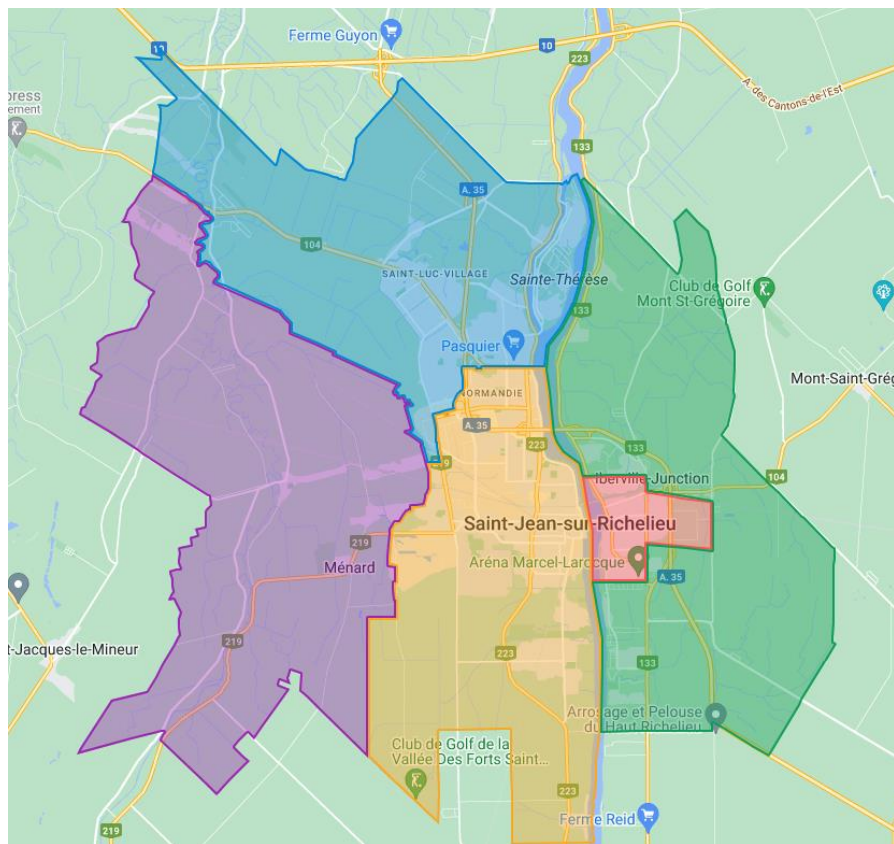 Ferme Guyon
10
10
223
A. des Cantons-de-l'Est
press
ement
133
A. 35
104
SAINT-LUC-VILLAGE
Sainte-Thérèse
Club de Golf
Mont St-Grégoire
133
Pasquier
Mont-Saint-Grég
NORMANDIE
A. 35
223
133
219
Iberville-Junction
104
Saint-Jean-sur-Richelieu
219
Ménard
Aréna Marcel-Larocque
A. 35
t-Jacques-le-Mineur
219
223
133
Arrosage et Pelouse
du Haut Richelieu
Club de Golf de la
Vallée Des Forts Saint...
223
Ferme Reid
219